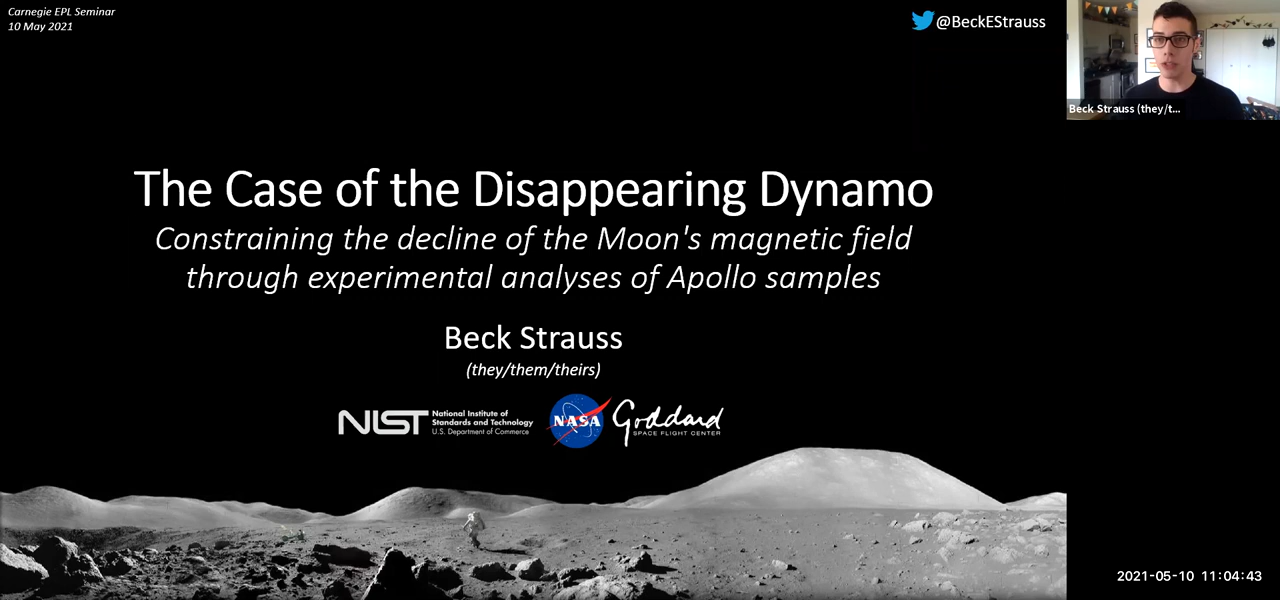 Carnegie EPL Seminar
10 May 2021
@BeckEStrauss
Beck Strauss (they/t...
The Case of the Disappearing Dynamo
Constraining the decline of the Moon's magnetic field
through experimental analyses of Apollo samples
Beck Strauss
(they/them/theirs)
NIST
National Institute of
Standards and Technology
U.S. Department of Commerce
NASA
Goddard
SPACE FLIGHT CENTER
2021-05-10 11:04:43